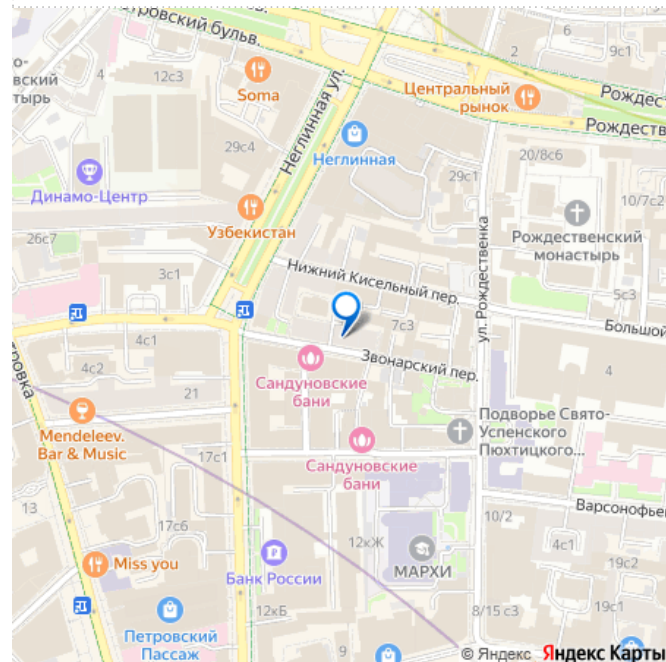 тровский бульв.
о-
вский
тырь
4
12с3
Soma
Неглинная ул.
2
6
9с1
Центральный
рынок
Рождес
Рождеств
Неглинная
29с4
29с1
20/8с6
10/7с2
Динамо-Центр
Узбекистан
26с7
3с1
ул. Рождественка
Рождественский
монастырь
Нижний Кисельный пер.
5с3
Большой
7с3
4с1
4с2
Звонарский пер.
4
тровка
21
Сандуновские
бани
Mendeleev.
Bar & Music
Подворье Свято-
Успенского
Пюхтицкого...
17с1
Сандуновские
бани
Варсонофье
13
17с6
10/2
4с1
12кЖ
19с2
Miss you
Банк России
МАРХИ
12кБ
8/15 с3
19с1
Петровский
Пассаж
9
© Яндекс Яндекс Карты